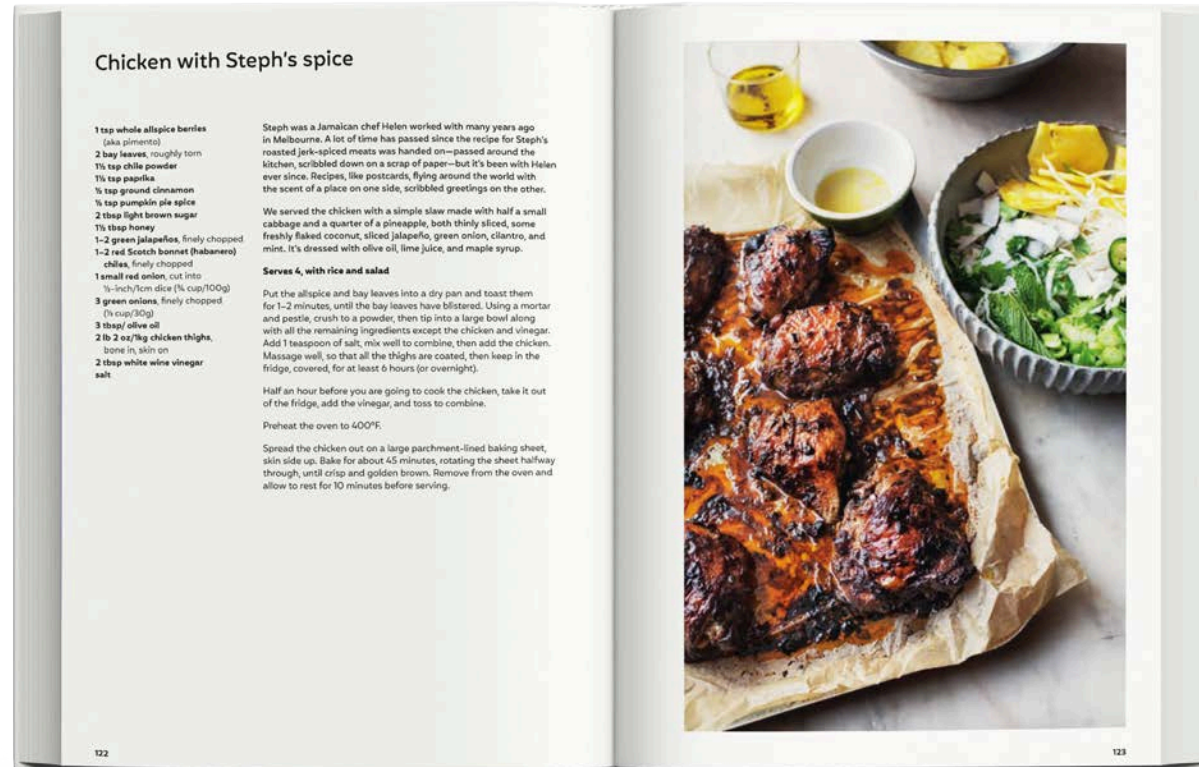 Chicken with Steph's spice
1 tsp whole allspice berries
(aka pimento)
2 bay leaves, roughly torn
1½ tsp chile powder
1½ tsp paprika
½ tsp ground cinnamon
½ tsp pumpkin pie spice
2 tbsp light brown sugar
1½ tbsp honey
1–2 green jalapeños, finely chopped
1–2 red Scotch bonnet (habanero)
chiles, finely chopped
1 small red onion, cut into
½-inch/1cm dice (¾ cup/100g)
3 green onions, finely chopped
(½ cup/30g)
3 tbsp/ olive oil
2 lb 2 oz/1kg chicken thighs,
bone in, skin on
2 tbsp white wine vinegar
salt
Steph was a Jamaican chef Helen worked with many years ago
in Melbourne. A lot of time has passed since the recipe for Steph's
roasted jerk-spiced meats was handed on—passed around the
kitchen, scribbled down on a scrap of paper—but it's been with Helen
ever since. Recipes, like postcards, flying around the world with
the scent of a place on one side, scribbled greetings on the other.
We served the chicken with a simple slaw made with half a small
cabbage and a quarter of a pineapple, both thinly sliced, some
freshly flaked coconut, sliced jalapeño, green onion, cilantro, and
mint. It's dressed with olive oil, lime juice, and maple syrup.
Serves 4, with rice and salad
Put the allspice and bay leaves into a dry pan and toast them
for 1–2 minutes, until the bay leaves have blistered. Using a mortar
and pestle, crush to a powder, then tip into a large bowl along
with all the remaining ingredients except the chicken and vinegar.
Add 1 teaspoon of salt, mix well to combine, then add the chicken.
Massage well, so that all the thighs are coated, then keep in the
fridge, covered, for at least 6 hours (or overnight).
Half an hour before you are going to cook the chicken, take it out
of the fridge, add the vinegar, and toss to combine.
Preheat the oven to 400°F.
Spread the chicken out on a large parchment-lined baking sheet,
skin side up. Bake for about 45 minutes, rotating the sheet halfway
through, until crisp and golden brown. Remove from the oven and
allow to rest for 10 minutes before serving.
122
123